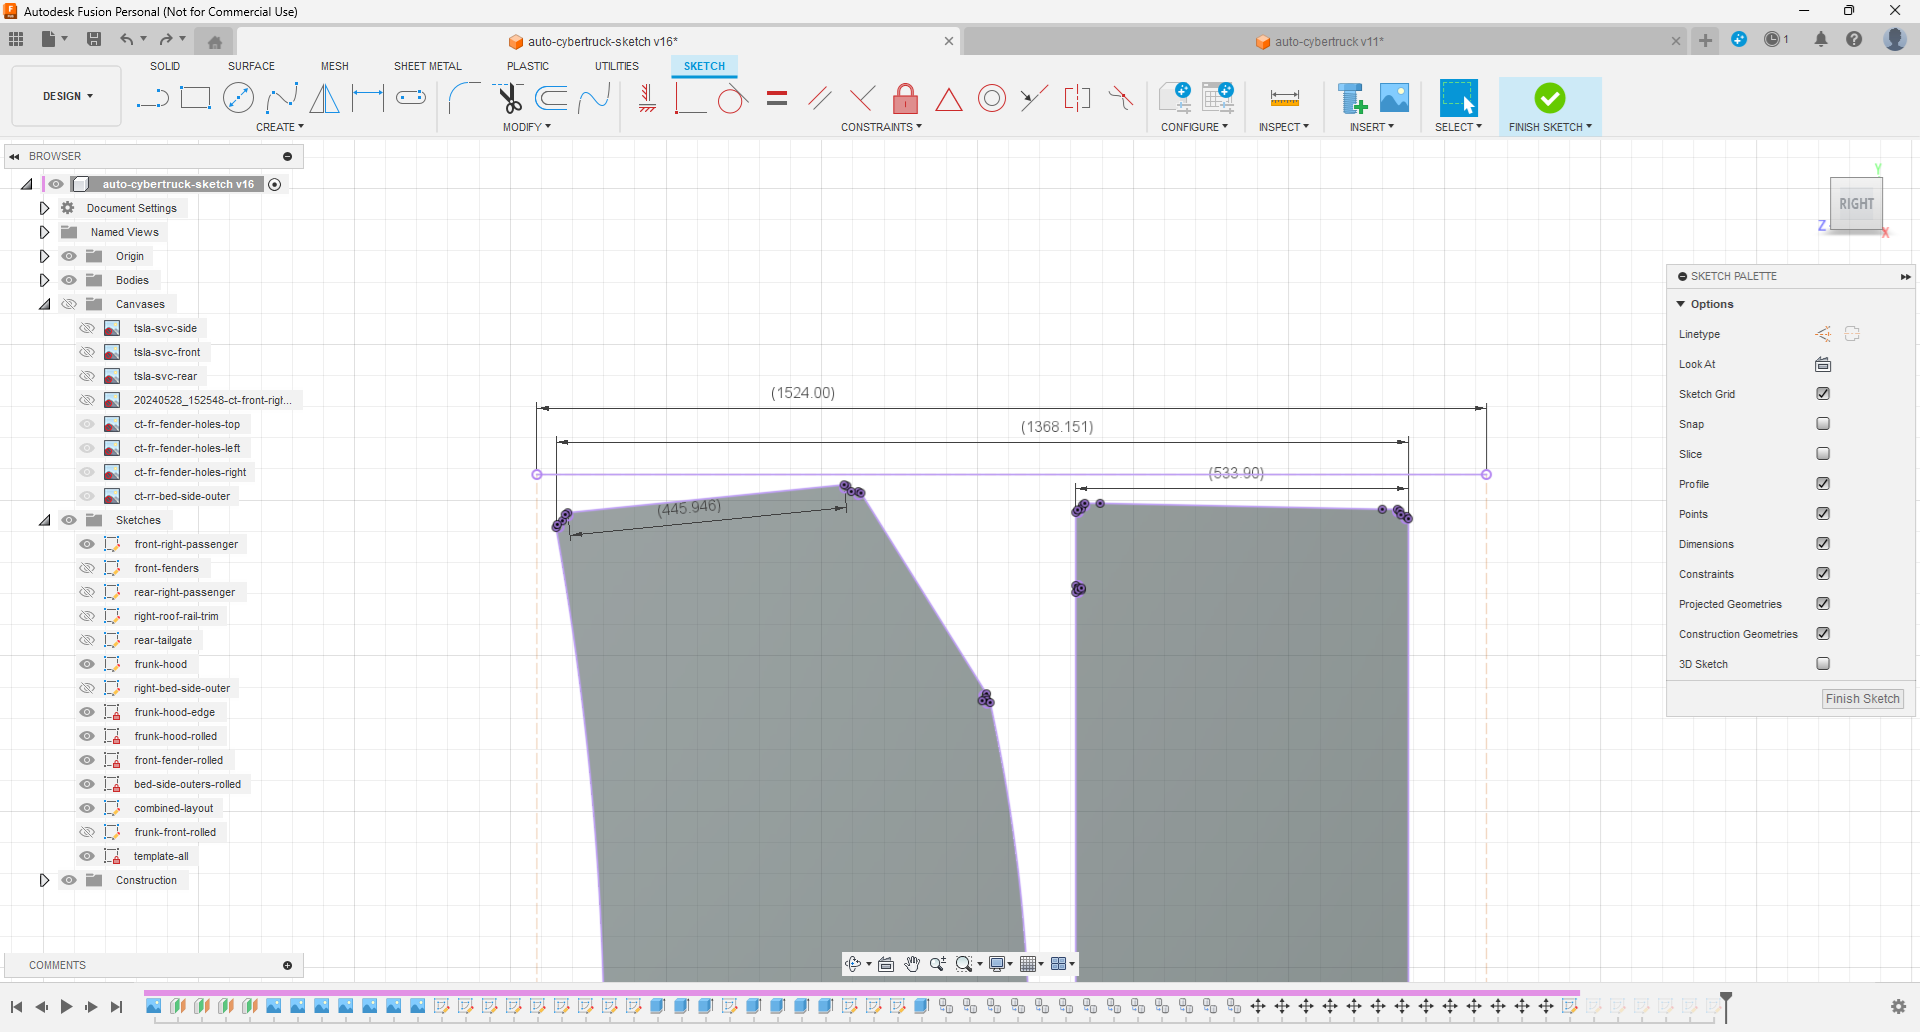 Autodesk Fusion Personal (Not for Commercial Use)
auto-cybertruck-sketch v16*
auto-cybertruck v11*
1
SOLID SURFACE MESH SHEET METAL PLASTIC UTILITIES SKETCH
DESIGN
CREATE MODIFY CONSTRAINTS CONFIGURE INSPECT INSERT SELECT FINISH SKETCH
BROWSER
auto-cybertruck-sketch v16
Document Settings
Named Views
Origin
Bodies
Canvases
tsla-svc-side
tsla-svc-front
tsla-svc-rear
20240528_152548-ct-front-righ...
ct-fr-fender-holes-top
ct-fr-fender-holes-left
ct-fr-fender-holes-right
ct-rr-bed-side-outer
Sketches
front-right-passenger
front-fenders
rear-right-passenger
right-roof-rail-trim
rear-tailgate
frunk-hood
right-bed-side-outer
frunk-hood-edge
frunk-hood-rolled
front-fender-rolled
bed-side-outers-rolled
combined-layout
frunk-front-rolled
template-all
Construction
COMMENTS
(1524.00)
(1368.151)
(533.90)
(445.946)
Y
RIGHT
Z
X
SKETCH PALETTE
Options
Linetype
Look At
Sketch Grid
Snap
Slice
Profile
Points
Dimensions
Constraints
Projected Geometries
Construction Geometries
3D Sketch
Finish Sketch